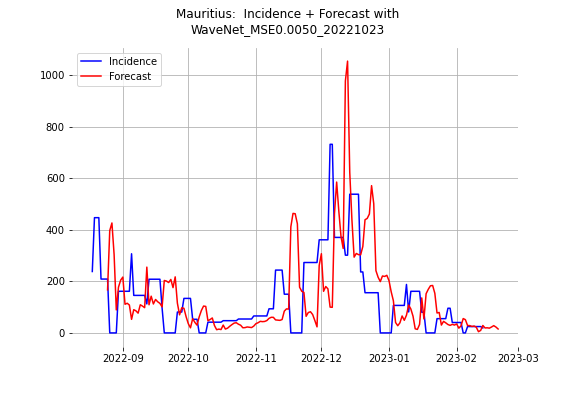 Mauritius:  Incidence + Forecast with
WaveNet_MSE0.0050_20221023
Incidence
Forecast
1000
800
600
400
200
0
2022-09 2022-10 2022-11 2022-12 2023-01 2023-02 2023-03